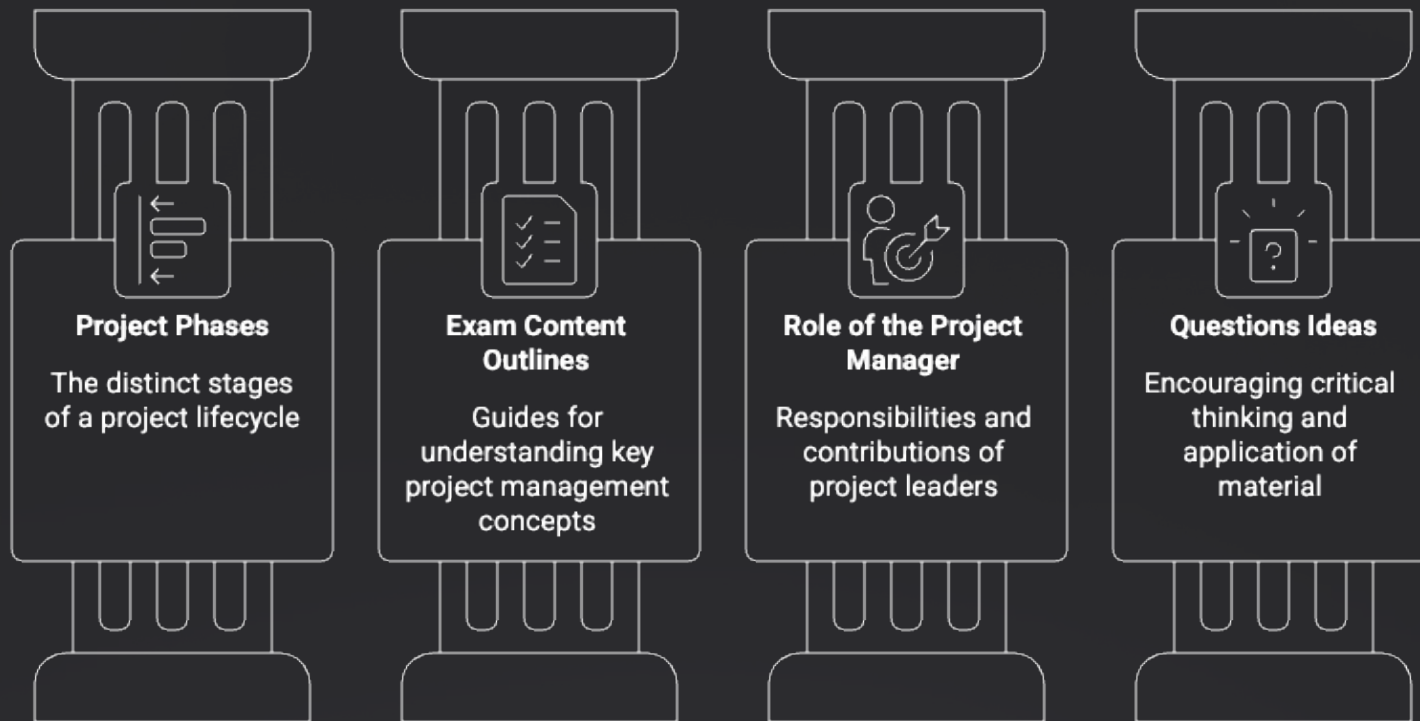 Project Phases
The distinct stages
of a project lifecycle
Exam Content
Outlines
Guides for
understanding key
project management
concepts
Role of the Project
Manager
Responsibilities and
contributions of
project leaders
Questions Ideas
Encouraging critical
thinking and
application of
material
?